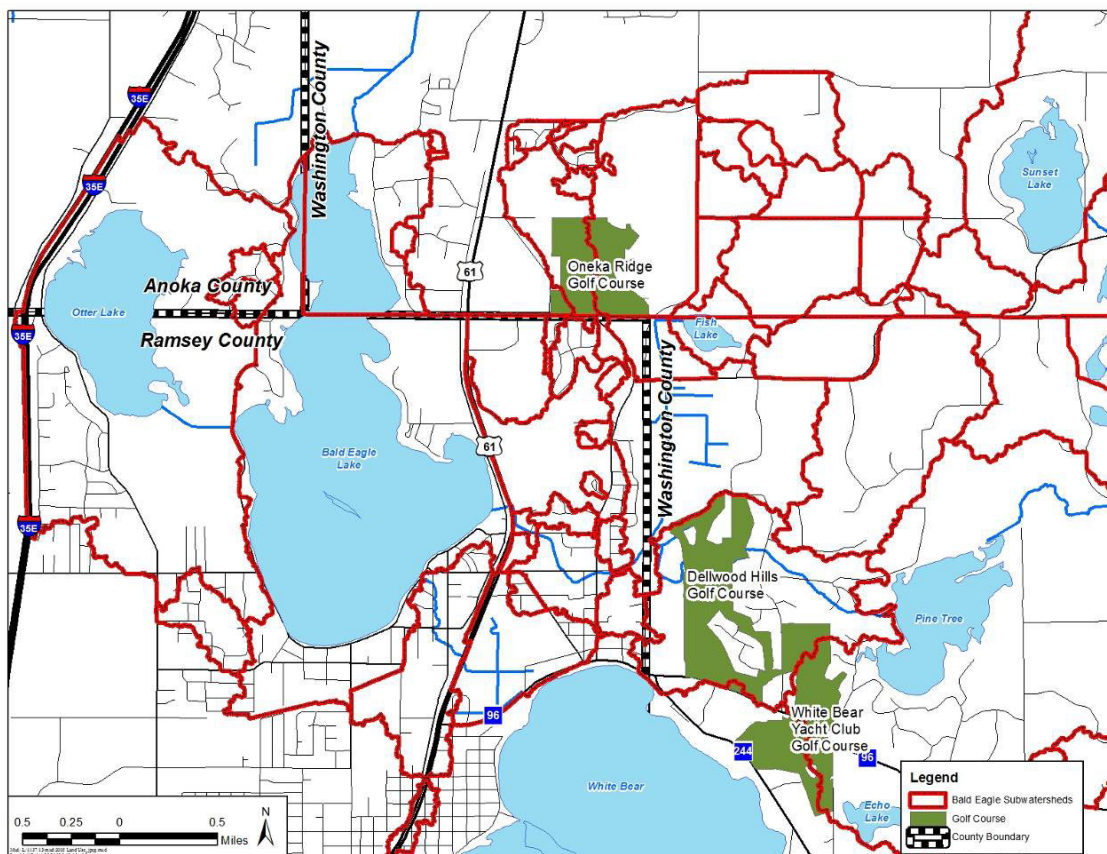 35E
35E
Washington County
Sunset
Lake
61
Oneka Ridge
Golf Course
Anoka County
Otter Lake
35E
Ramsey County
Fish
Lake
Washington County
61
Bald Eagle
Lake
35E
Dellwood Hills
Golf Course
Pine Tree
96
White Bear
Yacht Club
Golf Course
244
96
White Bear
Echo
Lake
Legend
Bald Eagle Subwatersheds
Golf Course
County Boundary
0.5 0.25 0 0.5
Miles
N